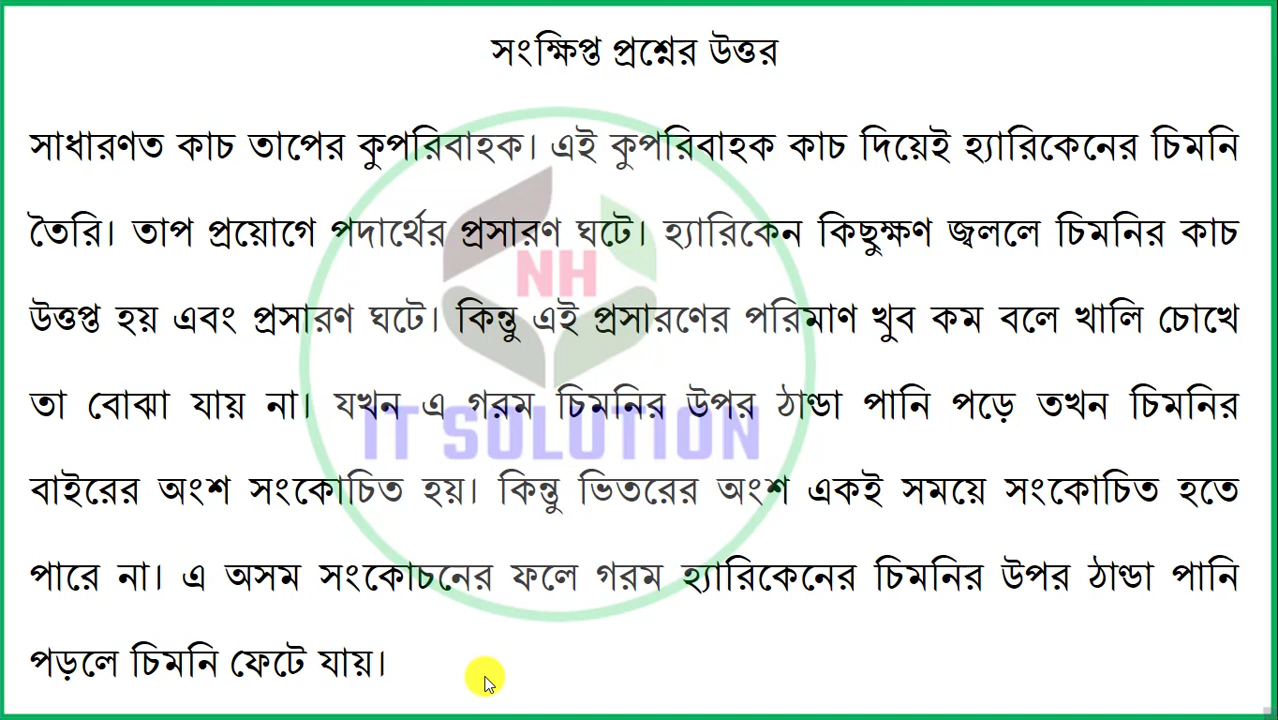 সংক্ষিপ্ত প্রশ্নের উত্তর
সাধারণত কাচ তাপের কুপরিবাহক। এই কুপরিবাহক কাচ দিয়েই হ্যারিকেনের চিমনি
তৈরি। তাপ প্রয়োগে পদার্থের প্রসারণ ঘটে। হ্যারিকেন কিছুক্ষণ জ্বললে চিমনির কাচ
উত্তপ্ত হয় এবং প্রসারণ ঘটে। কিন্তু এই প্রসারণের পরিমাণ খুব কম বলে খালি চোখে
তা বোঝা যায় না। যখন এ গরম চিমনির উপর ঠান্ডা পানি পড়ে তখন চিমনির
বাইরের অংশ সংকোচিত হয়। কিন্তু ভিতরের অংশ একই সময়ে সংকোচিত হতে
পারে না। এ অসম সংকোচনের ফলে গরম হ্যারিকেনের চিমনির উপর ঠান্ডা পানি
পড়লে চিমনি ফেটে যায়।
NH
IT SOLUTION